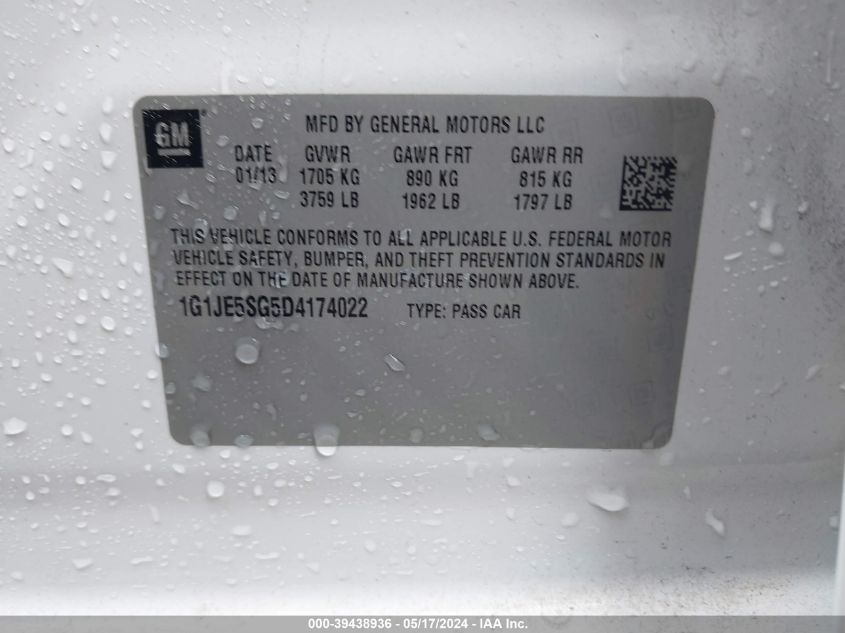 GM
MFD BY GENERAL MOTORS LLC
DATE GVWR GAWR FRT GAWR RR
01/13 1705 KG 890 KG 815 KG
3759 LB 1962 LB 1797 LB
THIS VEHICLE CONFORMS TO ALL APPLICABLE U.S. FEDERAL MOTOR
VEHICLE SAFETY, BUMPER, AND THEFT PREVENTION STANDARDS IN
EFFECT ON THE DATE OF MANUFACTURE SHOWN ABOVE.
1G1JE5SG5D4174022 TYPE: PASS CAR
000-39438936 - 05/17/2024 - IAA Inc.